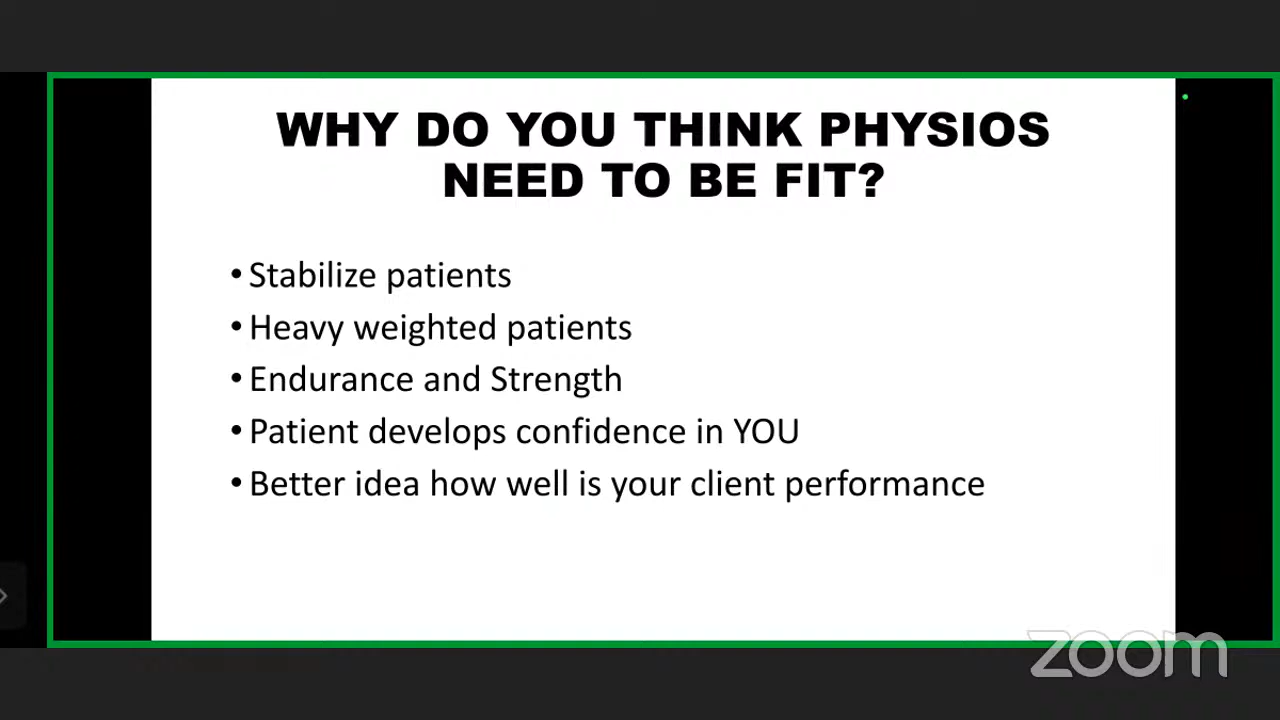 WHY DO YOU THINK PHYSIOS
NEED TO BE FIT?
• Stabilize patients
• Heavy weighted patients
• Endurance and Strength
• Patient develops confidence in YOU
• Better idea how well is your client performance
zoom